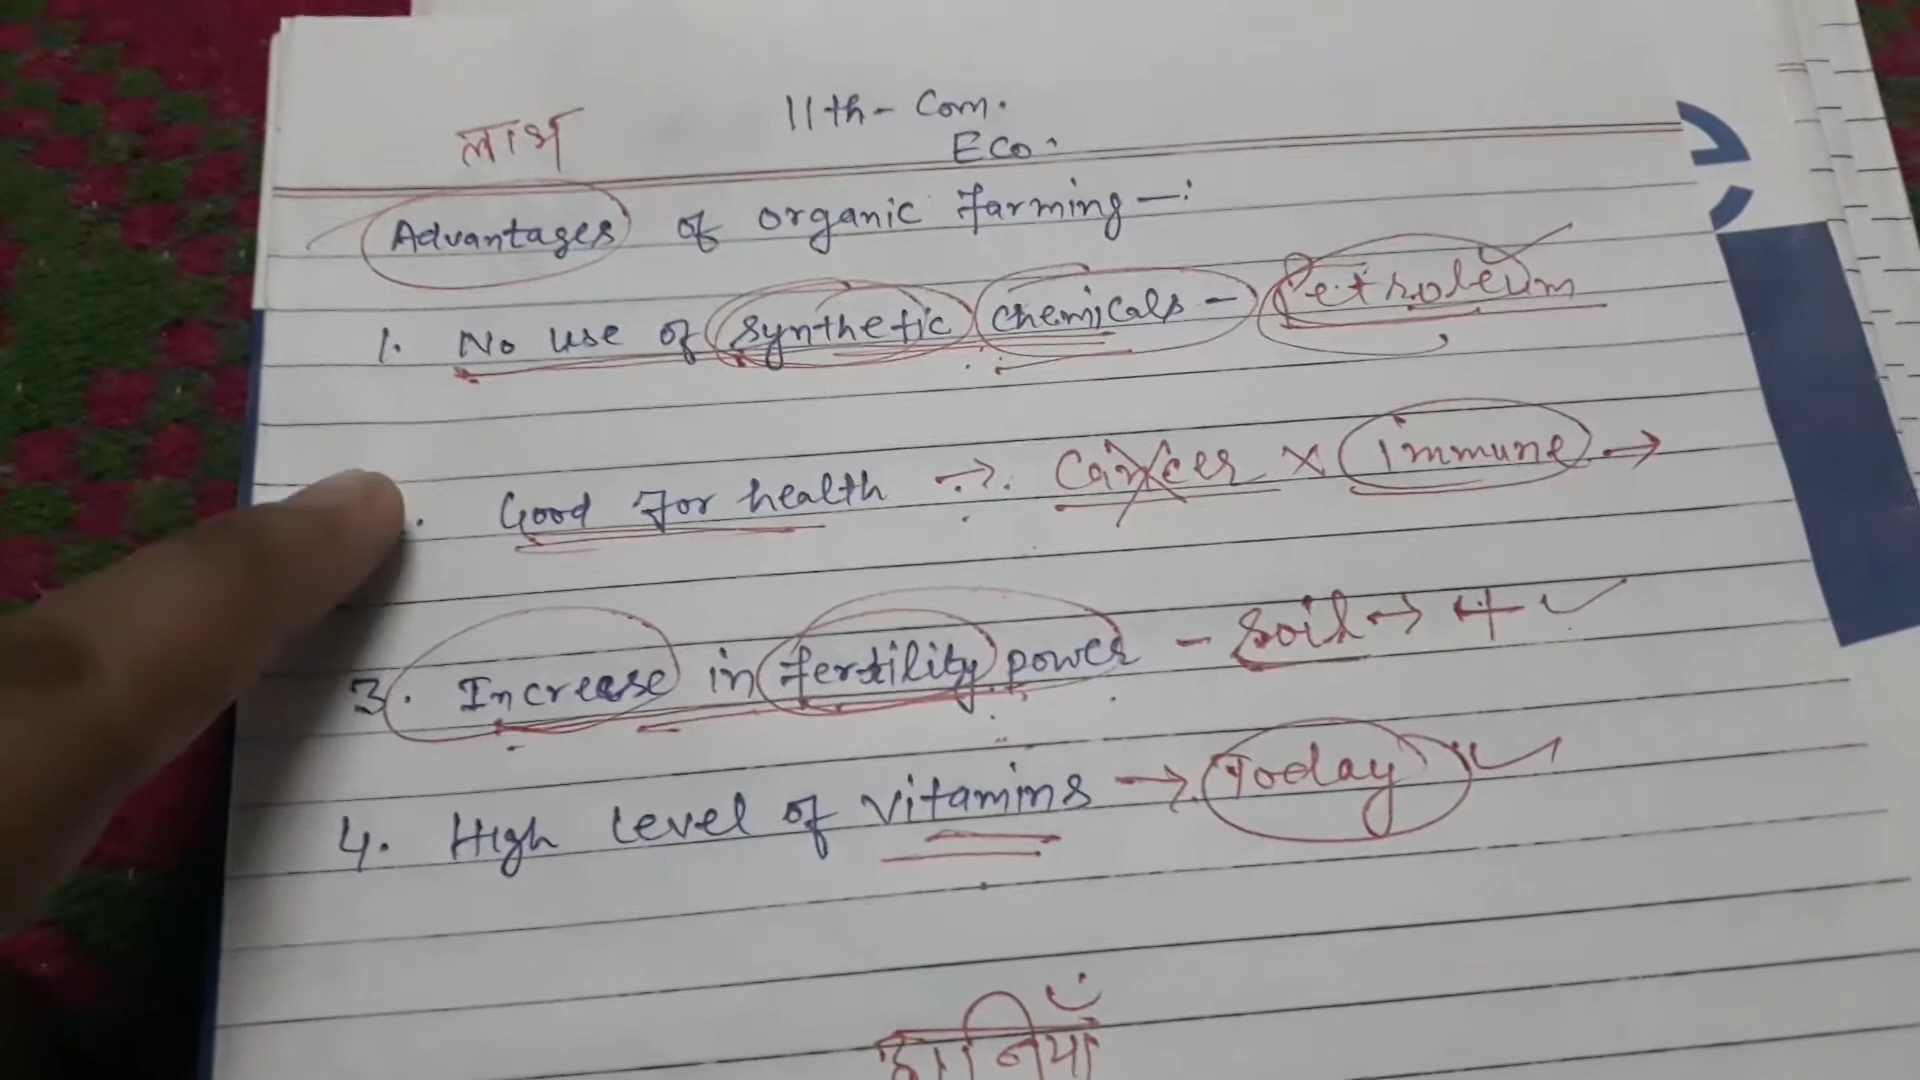 लाभ 11th - Com.
Eco.
Advantages of organic farming -:
1. No use of synthetic chemicals - Petroleum
. Good for health -> Cancer × immune ->
3. Increase in fertility power - Soil -> + ✓
4. High level of vitamins -> Today ✓
हानियाँ